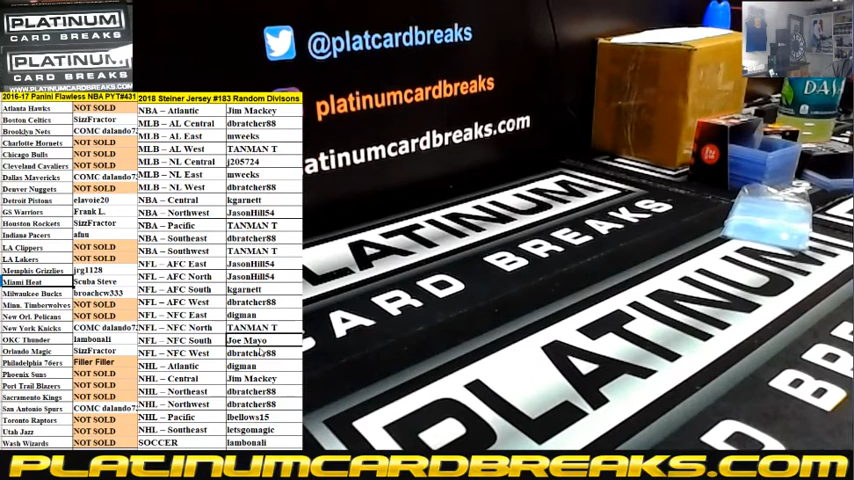 PLATINUM
CARD BREAKS
PLATINUM
CARD BREAKS
WWW.PLATINUMCARDBREAKS.COM
@platcardbreaks
platinumcardbreaks
atinumcardbreaks.com
DAYA
PLATINUM
CARD BREAKS
PLATINUM
2016-17 Panini Flawless NBA PYT#431
Atlanta Hawks NOT SOLD
Boston Celtics SizzFractor
Brooklyn Nets COMC dalando7
Charlotte Hornets NOT SOLD
Chicago Bulls NOT SOLD
Cleveland Cavaliers NOT SOLD
Dallas Mavericks COMC dalando7
Denver Nuggets NOT SOLD
Detroit Pistons elavoie20
GS Warriors Frank L.
Houston Rockets SizzFractor
Indiana Pacers afnu
LA Clippers NOT SOLD
LA Lakers NOT SOLD
Memphis Grizzlies jrg1128
Miami Heat Scuba Steve
Milwaukee Bucks broachcw333
Minn. Timberwolves NOT SOLD
New Orl. Pelicans NOT SOLD
New York Knicks COMC dalando7
OKC Thunder lambonali
Orlando Magic SizzFractor
Philadelphia 76ers Filler Filler
Phoenix Suns NOT SOLD
Port Trail Blazers NOT SOLD
Sacramento Kings NOT SOLD
San Antonio Spurs COMC dalando7
Toronto Raptors NOT SOLD
Utah Jazz NOT SOLD
Wash Wizards NOT SOLD
2018 Steiner Jersey #183 Random Divisons
NBA – Atlantic Jim Mackey
MLB – AL Central dbratcher88
MLB – AL East mweeks
MLB – AL West TANMAN T
MLB – NL Central j205724
MLB – NL East mweeks
MLB – NL West dbratcher88
NBA – Central kgarnett
NBA – Northwest JasonHill54
NBA – Pacific TANMAN T
NBA – Southeast dbratcher88
NBA – Southwest TANMAN T
NFL – AFC East JasonHill54
NFL – AFC North JasonHill54
NFL – AFC South kgarnett
NFL – AFC West dbratcher88
NFL – NFC East digman
NFL – NFC North TANMAN T
NFL – NFC South Joe Mayo
NFL – NFC West dbratcher88
NHL – Atlantic digman
NHL – Central Jim Mackey
NHL – Northeast dbratcher88
NHL – Northwest dbratcher88
NHL – Pacific lbellows15
NHL – Southeast letsgomagic
SOCCER lambonali
PLATINUMCARDBREAKS.COM